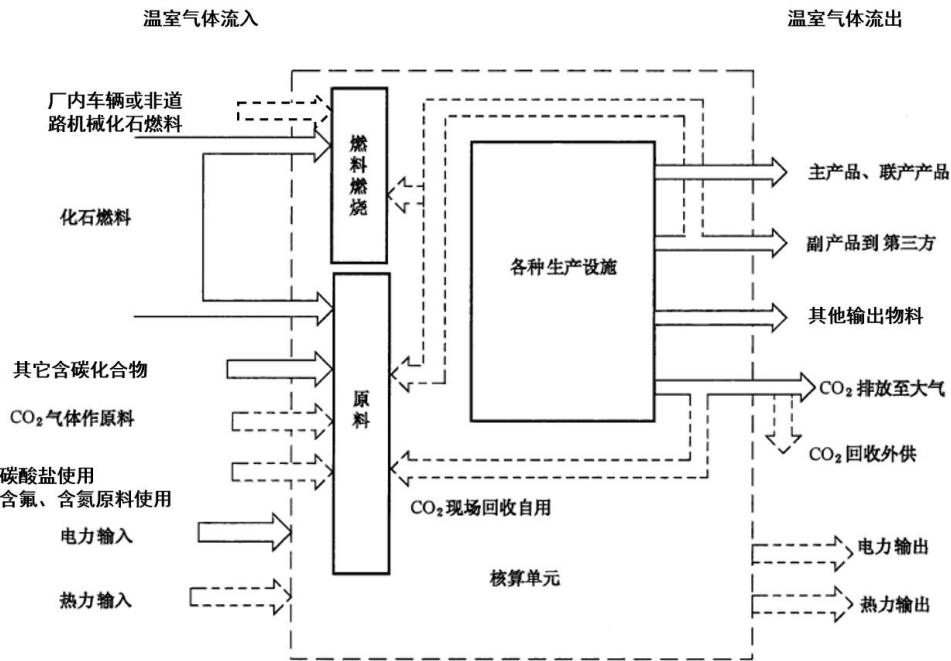 温室气体流入
温室气体流出
厂内车辆或非道
路机械化石燃料
燃料燃烧
化石燃料
各种生产设施
主产品、联产产品
副产品到第三方
其他输出物料
其它含碳化合物
CO₂气体作原料
原料
CO₂排放至大气
CO₂回收外供
碳酸盐使用
含氟、含氮原料使用
CO₂现场回收自用
电力输入
热力输入
核算单元
电力输出
热力输出